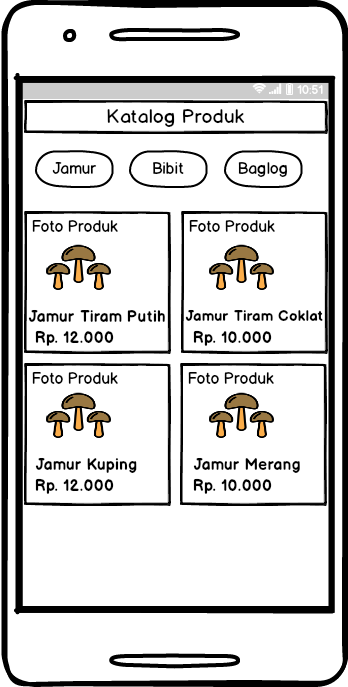 10:51
Katalog Produk
Jamur Bibit Baglog
Foto Produk Foto Produk
Jamur Tiram Putih Jamur Tiram Coklat
Rp. 12.000 Rp. 10.000
Foto Produk Foto Produk
Jamur Kuping Jamur Merang
Rp. 12.000 Rp. 10.000